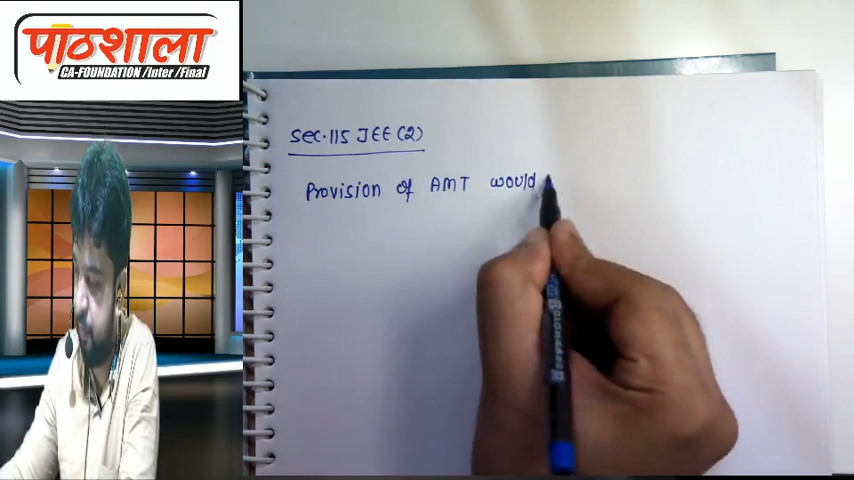 पाठशाला
CA-FOUNDATION/Inter/Final
Sec.115 JEE(2)
Provision of AMT would